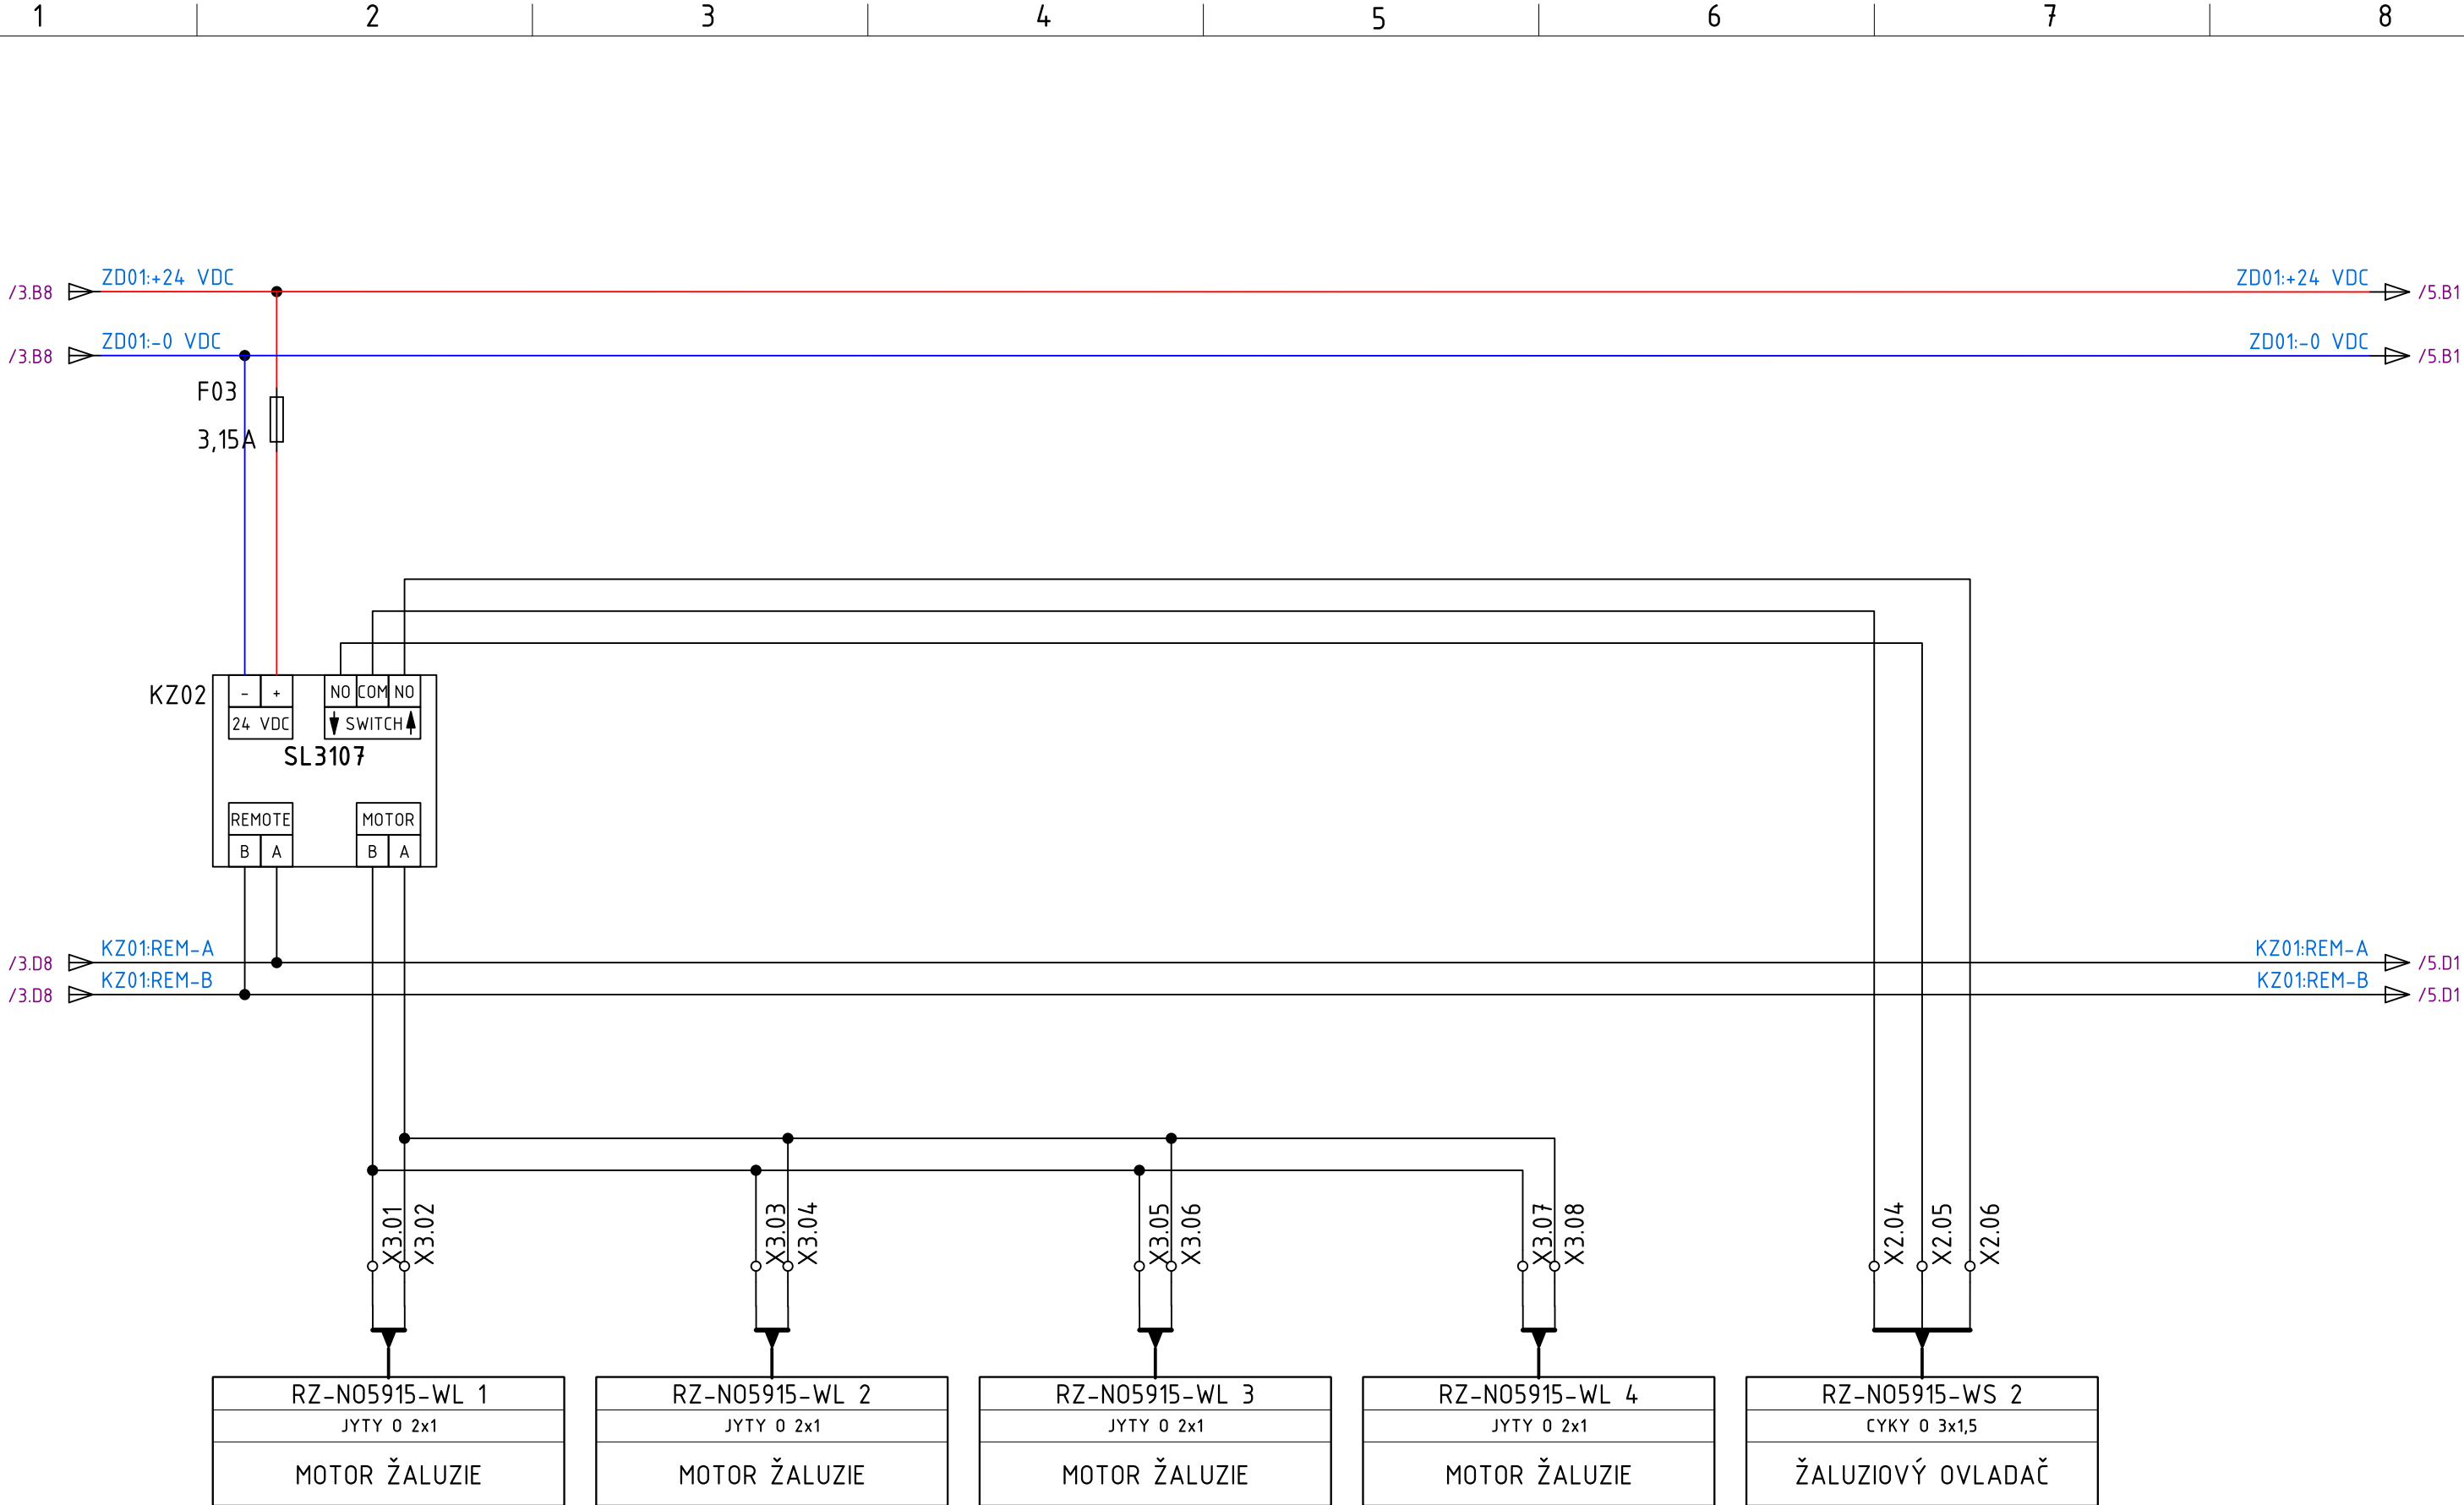 1 2 3 4 5 6 7 8
ZD01:+24 VDC ZD01:+24 VDC
/3.B8 /5.B1
ZD01:-0 VDC ZD01:-0 VDC
/3.B8 /5.B1
F03
3,15A
KZ02 - + NO COM NO
24 VDC SWITCH
SL3107
REMOTE MOTOR
B A B A
KZ01:REM-A KZ01:REM-A
/3.D8 /5.D1
KZ01:REM-B KZ01:REM-B
/3.D8 /5.D1
X3.01 X3.02 X3.03 X3.04 X3.05 X3.06 X3.07 X3.08 X2.04 X2.05 X2.06
RZ-NO5915-WL 1 RZ-NO5915-WL 2 RZ-NO5915-WL 3 RZ-NO5915-WL 4 RZ-NO5915-WS 2
JYTY O 2x1 JYTY O 2x1 JYTY O 2x1 JYTY O 2x1 CYKY O 3x1,5
MOTOR ŽALUZIE MOTOR ŽALUZIE MOTOR ŽALUZIE MOTOR ŽALUZIE ŽALUZIOVÝ OVLADAČ